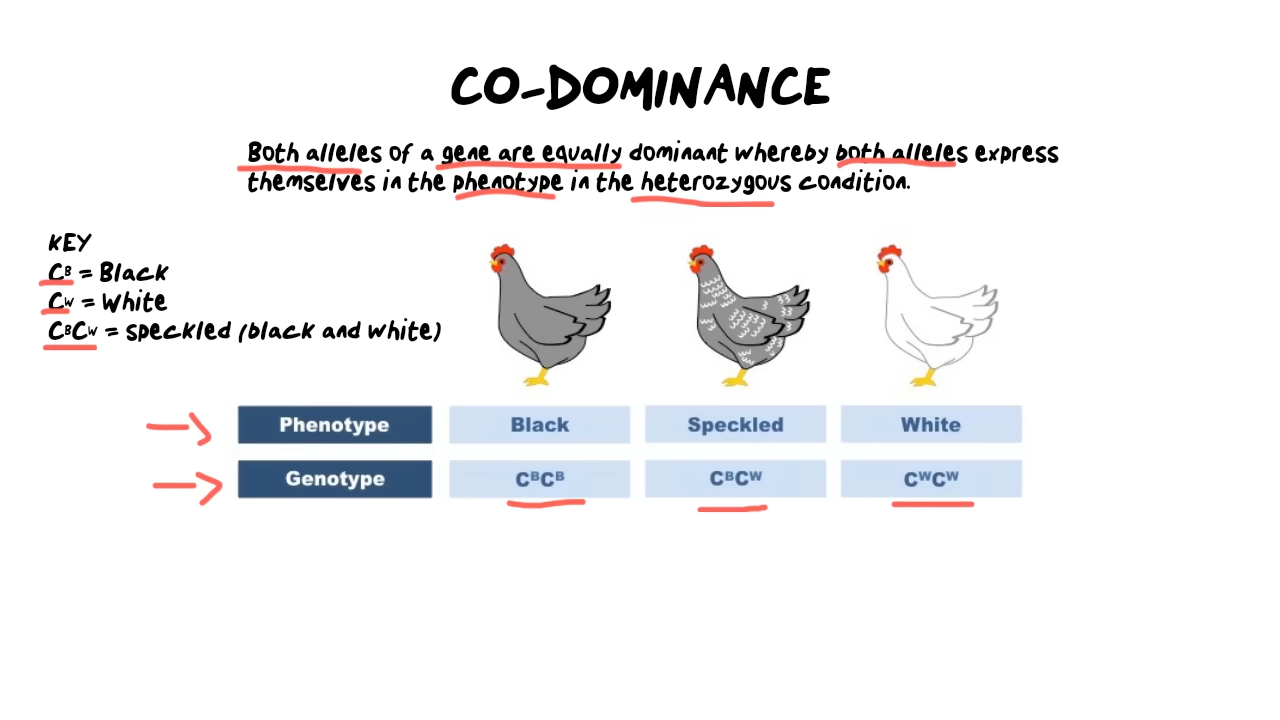 CO-DOMINANCE
Both alleles of a gene are equally dominant whereby both alleles express
themselves in the phenotype in the heterozygous condition.
KEY
Cᴮ = Black
Cᵂ = White
CᴮCᵂ = speckled (black and white)
Phenotype Black Speckled White
Genotype CᴮCᴮ CᴮCᵂ CᵂCᵂ